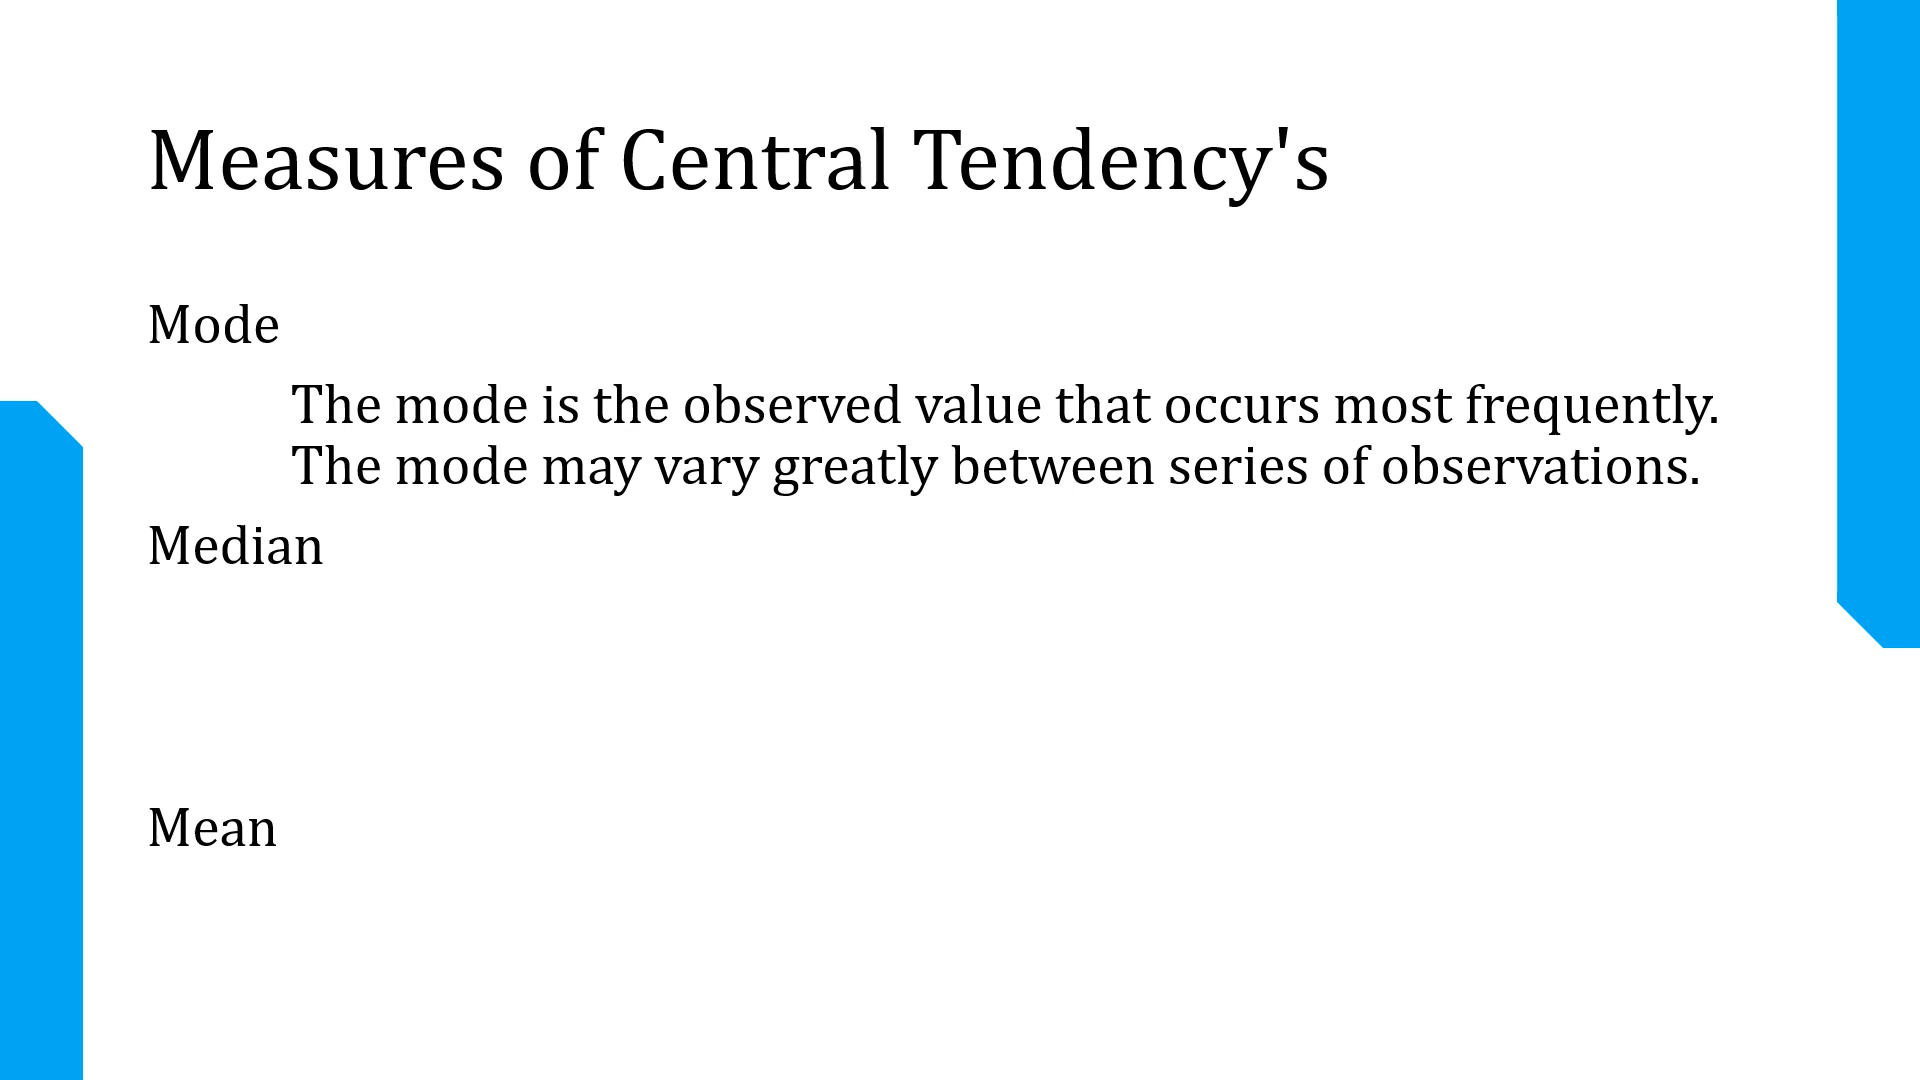 Measures of Central Tendency's
Mode
The mode is the observed value that occurs most frequently.
The mode may vary greatly between series of observations.
Median
Mean